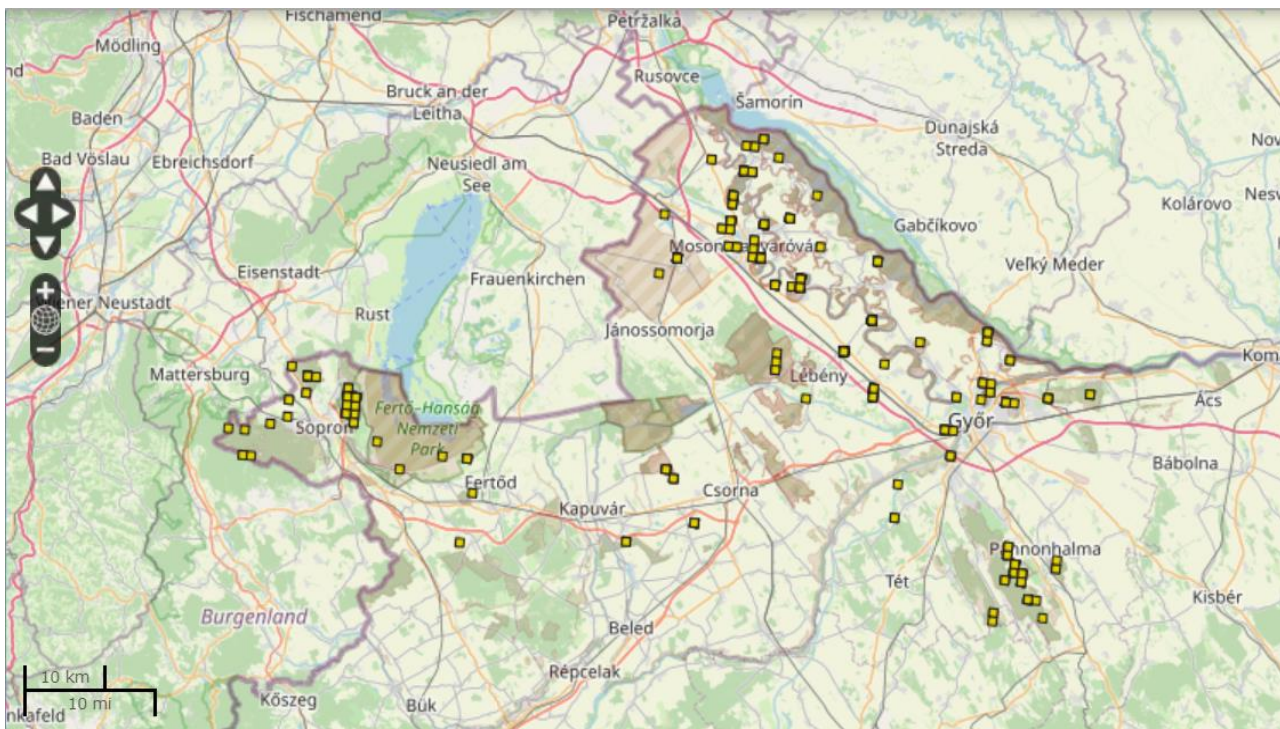 Fischamend
Petržalka
Mödling
Rusovce
Bruck an der
Leitha
Šamorín
Baden
Dunajská
Streda
Bad Vöslau
Ebreichsdorf
Neusiedl am
See
Kolárovo
Gabčíkovo
Eisenstadt
Frauenkirchen
Veľký Meder
Wiener Neustadt
Rust
Jánossomorja
Mattersburg
Lébény
Ács
Fertő-Hanság
Nemzeti
Park
Sopron
Győr
Bábolna
Fertőd
Csorna
Kapuvár
Pannonhalma
Tét
Kisbér
Burgenland
Beled
Répcelak
10 km
10 mi
Kőszeg
Bük